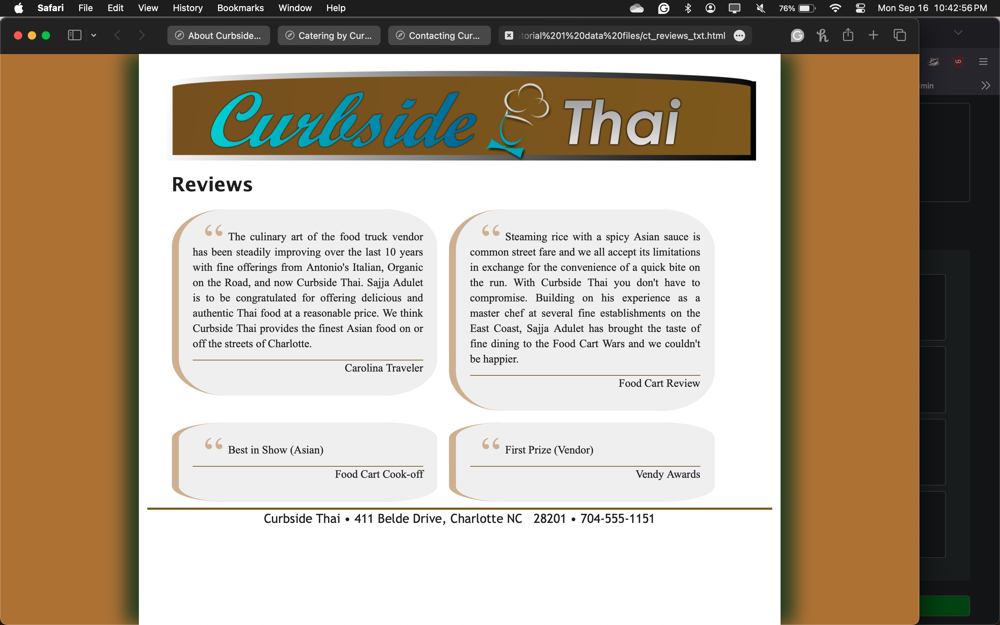 Safari File Edit View History Bookmarks Window Help 76% Mon Sep 16 10:42:56 PM
About Curbside... Catering by Cur... Contacting Cur... torial%201%20data%20files/ct_reviews_txt.html
Curbside Thai
Reviews
“ The culinary art of the food truck vendor
has been steadily improving over the last 10 years
with fine offerings from Antonio's Italian, Organic
on the Road, and now Curbside Thai. Sajja Adulet
is to be congratulated for offering delicious and
authentic Thai food at a reasonable price. We think
Curbside Thai provides the finest Asian food on or
off the streets of Charlotte.
Carolina Traveler
“ Steaming rice with a spicy Asian sauce is
common street fare and we all accept its limitations
in exchange for the convenience of a quick bite on
the run. With Curbside Thai you don't have to
compromise. Building on his experience as a
master chef at several fine establishments on the
East Coast, Sajja Adulet has brought the taste of
fine dining to the Food Cart Wars and we couldn't
be happier.
Food Cart Review
“ Best in Show (Asian)
Food Cart Cook-off
“ First Prize (Vendor)
Vendy Awards
Curbside Thai • 411 Belde Drive, Charlotte NC 28201 • 704-555-1151